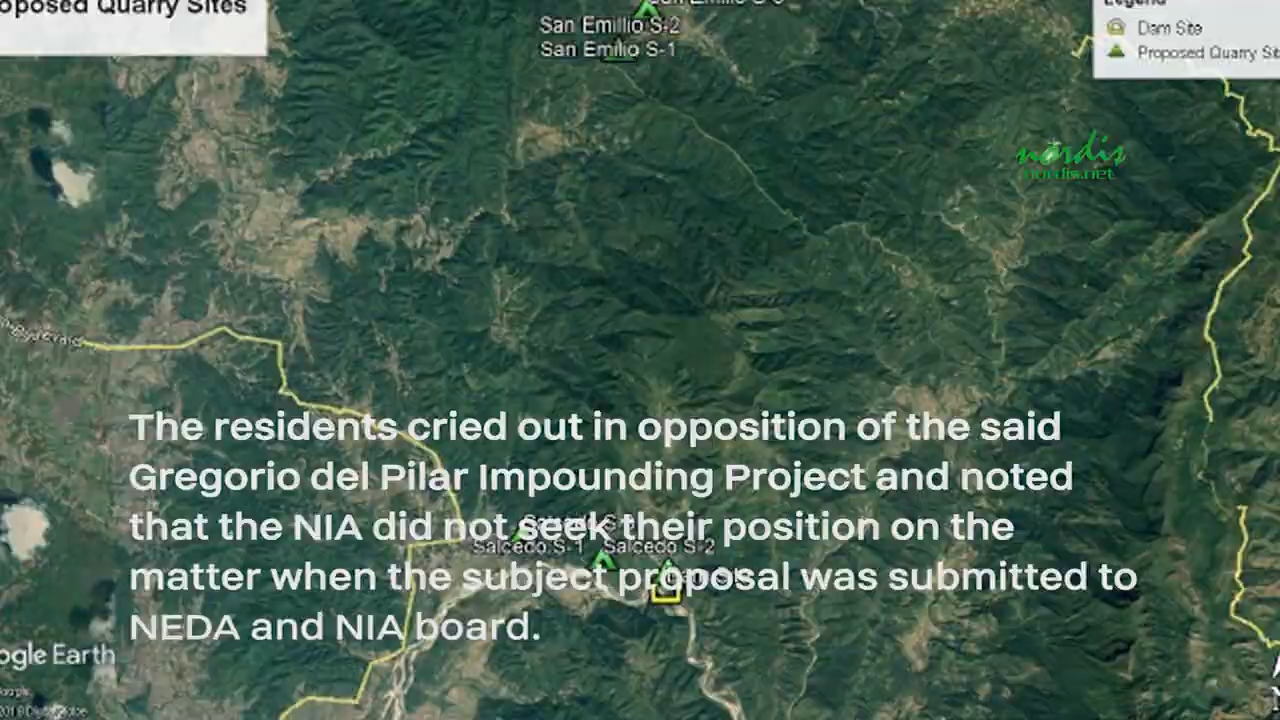 oposed Quarry Sites
San Emillio S-2
San Emilio S-1
Legend
Dam Site
Proposed Quarry Sit
nordis
nordis.net
The residents cried out in opposition of the said
Gregorio del Pilar Impounding Project and noted
that the NIA did not seek their position on the
Salcedo S-1 Salcedo S-2
matter when the subject proposal was submitted to
NEDA and NIA board.
ogle Earth